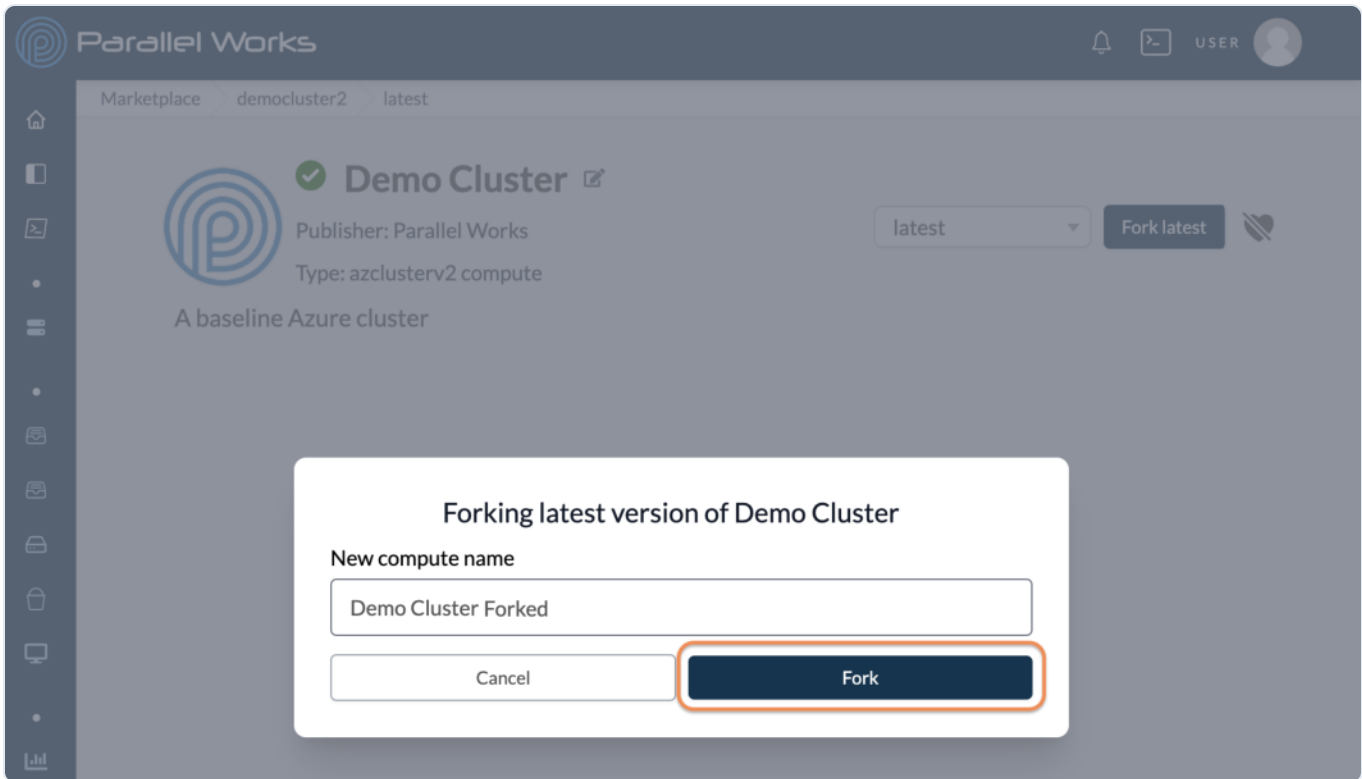 Parallel Works
USER
Marketplace democluster2 latest
Demo Cluster
Publisher: Parallel Works
latest
Fork latest
Type: azclusterv2 compute
A baseline Azure cluster
Forking latest version of Demo Cluster
New compute name
Demo Cluster Forked
Cancel
Fork